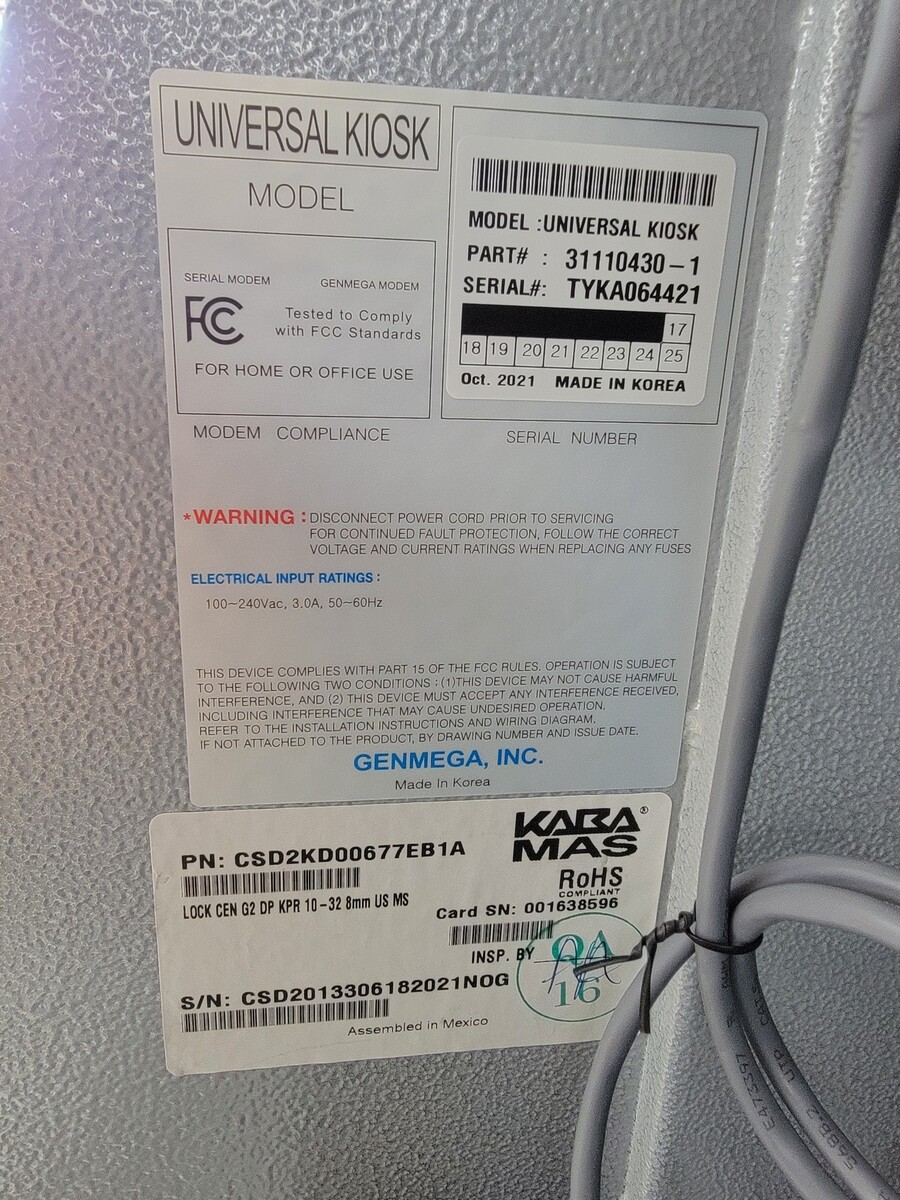 UNIVERSAL KIOSK
MODEL
SERIAL MODEM
GENMEGA MODEM
FC
Tested to Comply
with FCC Standards
FOR HOME OR OFFICE USE
MODEM COMPLIANCE
MODEL :UNIVERSAL KIOSK
PART# : 31110430-1
SERIAL#: TYKA064421
17
18 19 20 21 22 23 24 25
Oct. 2021 MADE IN KOREA
SERIAL NUMBER
*WARNING : DISCONNECT POWER CORD PRIOR TO SERVICING
FOR CONTINUED FAULT PROTECTION, FOLLOW THE CORRECT
VOLTAGE AND CURRENT RATINGS WHEN REPLACING ANY FUSES
ELECTRICAL INPUT RATINGS :
100~240Vac, 3.0A, 50~60Hz
THIS DEVICE COMPLIES WITH PART 15 OF THE FCC RULES. OPERATION IS SUBJECT
TO THE FOLLOWING TWO CONDITIONS : (1)THIS DEVICE MAY NOT CAUSE HARMFUL
INTERFERENCE, AND (2) THIS DEVICE MUST ACCEPT ANY INTERFERENCE RECEIVED,
INCLUDING INTERFERENCE THAT MAY CAUSE UNDESIRED OPERATION.
REFER TO THE INSTALLATION INSTRUCTIONS AND WIRING DIAGRAM.
IF NOT ATTACHED TO THE PRODUCT, BY DRAWING NUMBER AND ISSUE DATE.
GENMEGA, INC.
Made In Korea
KABA®
MAS
PN: CSD2KD00677EB1A
RoHS
COMPLIANT
LOCK CEN G2 DP KPR 10-32 8mm US MS
Card SN: 001638596
INSP. BY
QA
16
S/N: CSD2013306182021NOG
Assembled in Mexico
E473397
UTP CAT5
568B-2